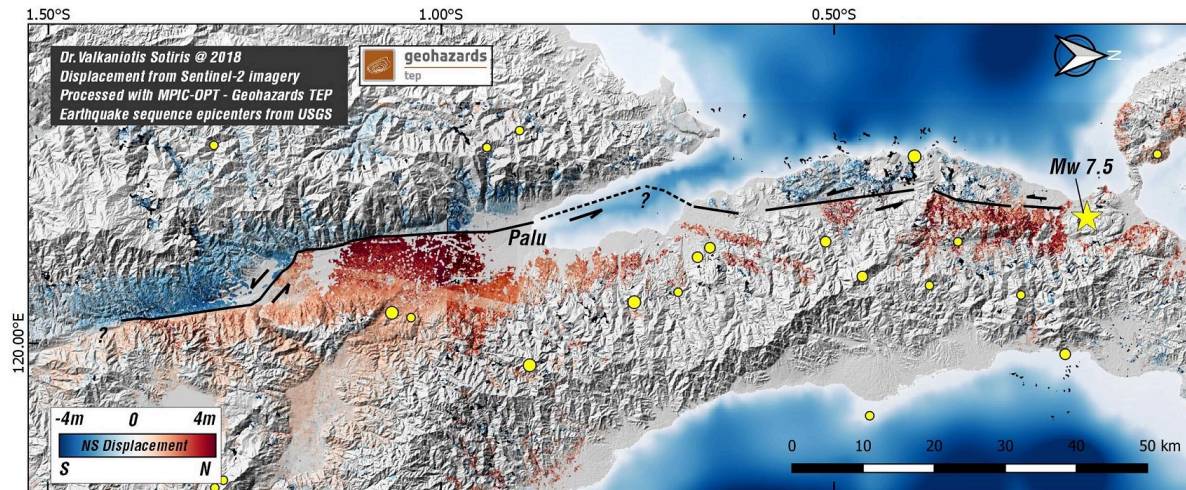 1.50°S
1.00°S
0.50°S
Dr.Valkaniotis Sotiris @ 2018
Displacement from Sentinel-2 imagery
Processed with MPIC-OPT - Geohazards TEP
Earthquake sequence epicenters from USGS
geohazards
tep
N
Mw 7.5
?
Palu
?
120.00°E
-4m 0 4m
NS Displacement
S N
0 10 20 30 40 50 km